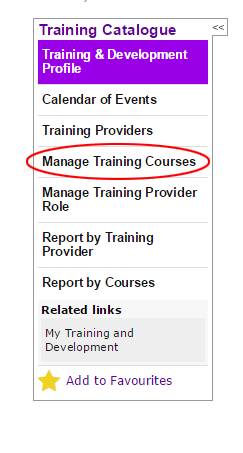 Training Catalogue
<<
Training & Development
Profile
Calendar of Events
Training Providers
Manage Training Courses
Manage Training Provider
Role
Report by Training
Provider
Report by Courses
Related links
My Training and
Development
Add to Favourites